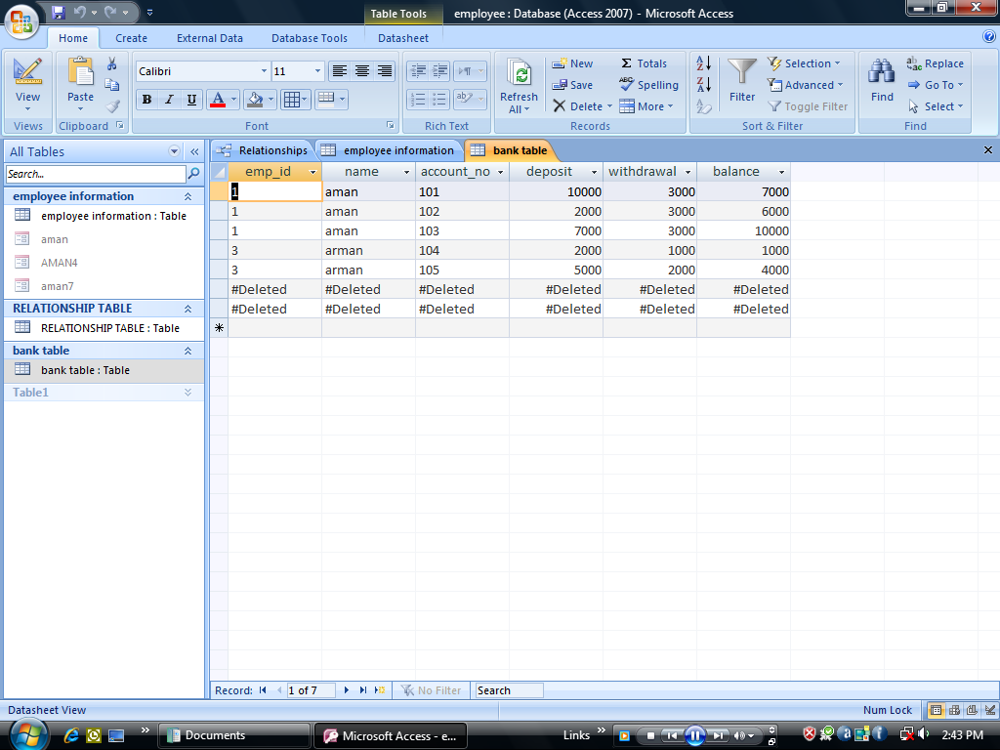 Table Tools employee : Database (Access 2007) - Microsoft Access
Home Create External Data Database Tools Datasheet
View
Views
Paste
Clipboard
Calibri 11
B I U A
Font
ab
Rich Text
Refresh
All
New
Save
Delete
Σ Totals
ABC Spelling
More
Records
A Z
Z A
Filter
Selection
Advanced
Toggle Filter
Sort & Filter
Find
Replace
Go To
Select
Find
All Tables «
Search...
employee information
employee information : Table
aman
AMAN4
aman7
RELATIONSHIP TABLE
RELATIONSHIP TABLE : Table
bank table
bank table : Table
Table1
Relationships employee information bank table
emp_id name account_no deposit withdrawal balance
1 aman 101 10000 3000 7000
1 aman 102 2000 3000 6000
1 aman 103 7000 3000 10000
3 arman 104 2000 1000 1000
3 arman 105 5000 2000 4000
#Deleted #Deleted #Deleted #Deleted #Deleted #Deleted
#Deleted #Deleted #Deleted #Deleted #Deleted #Deleted
*
Record: 1 of 7 No Filter Search
Datasheet View Num Lock
Documents Microsoft Access - e... Links » 2:43 PM